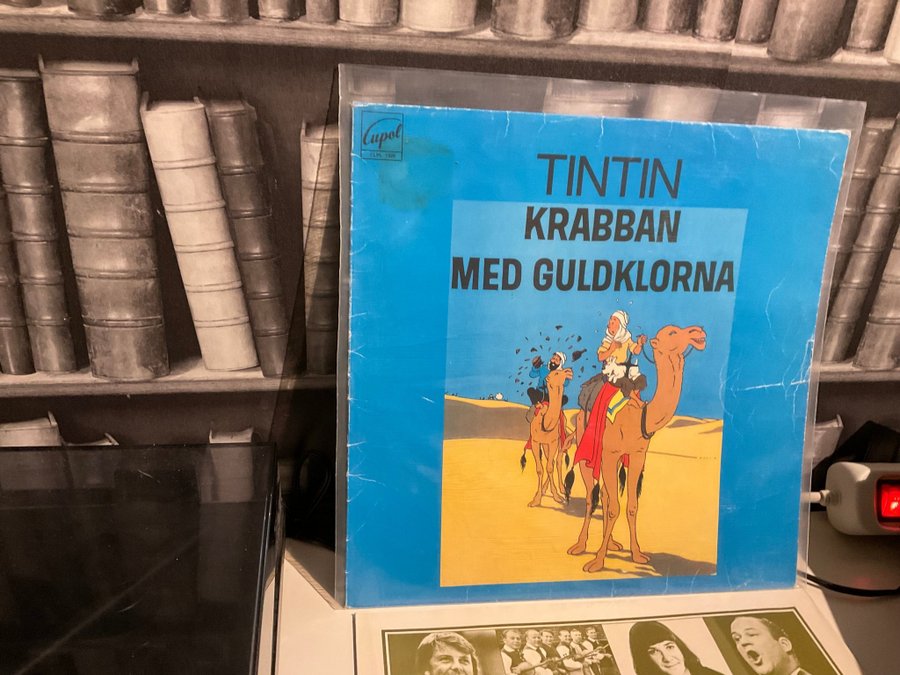 Cupol
TINTIN
KRABBAN
MED GULDKLORNA